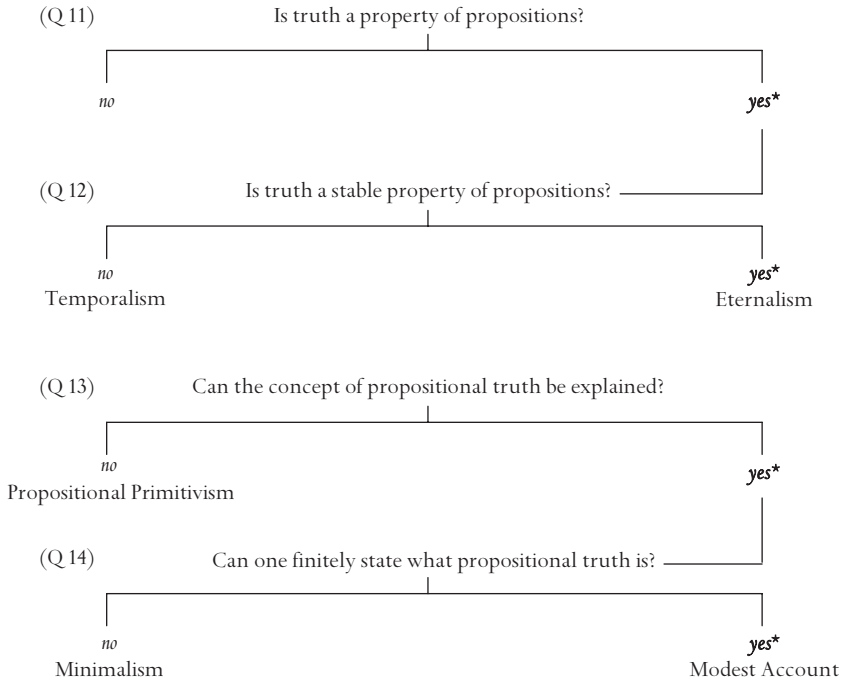 (Q 11) Is truth a property of propositions?
no yes*
(Q 12) Is truth a stable property of propositions?
no yes*
Temporalism Eternalism
(Q 13) Can the concept of propositional truth be explained?
no yes*
Propositional Primitivism
(Q 14) Can one finitely state what propositional truth is?
no yes*
Minimalism Modest Account